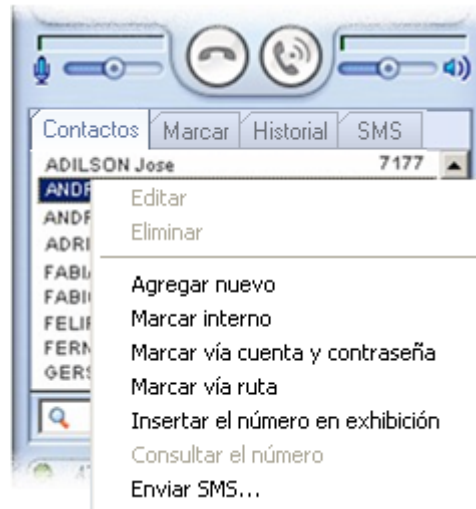 Contactos Marcar Historial SMS
ADILSON Jose 7177
Editar
Eliminar
Agregar nuevo
Marcar interno
Marcar vía cuenta y contraseña
Marcar vía ruta
Insertar el número en exhibición
Consultar el número
Enviar SMS...